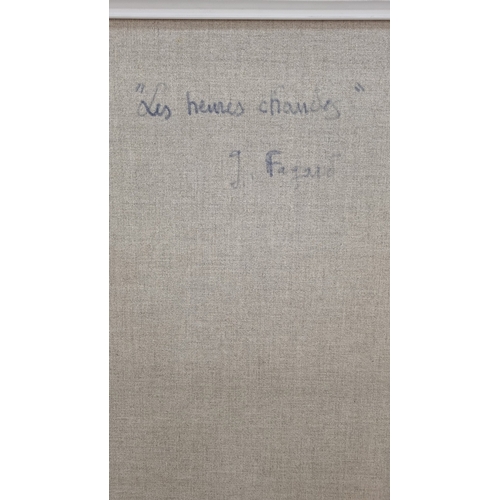 "Les heures chaudes"
J. Fagard